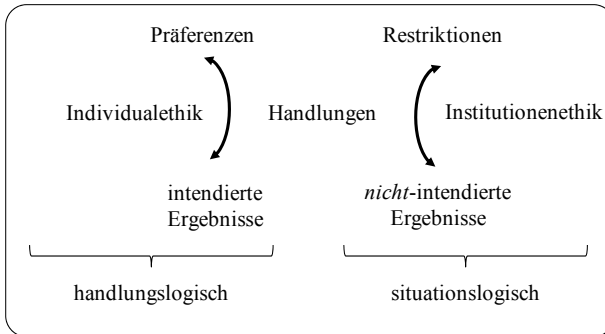 Präferenzen Restriktionen
Individualethik Handlungen Institutionenethik
intendierte Ergebnisse
nicht-intendierte Ergebnisse
handlungslogisch situationslogisch